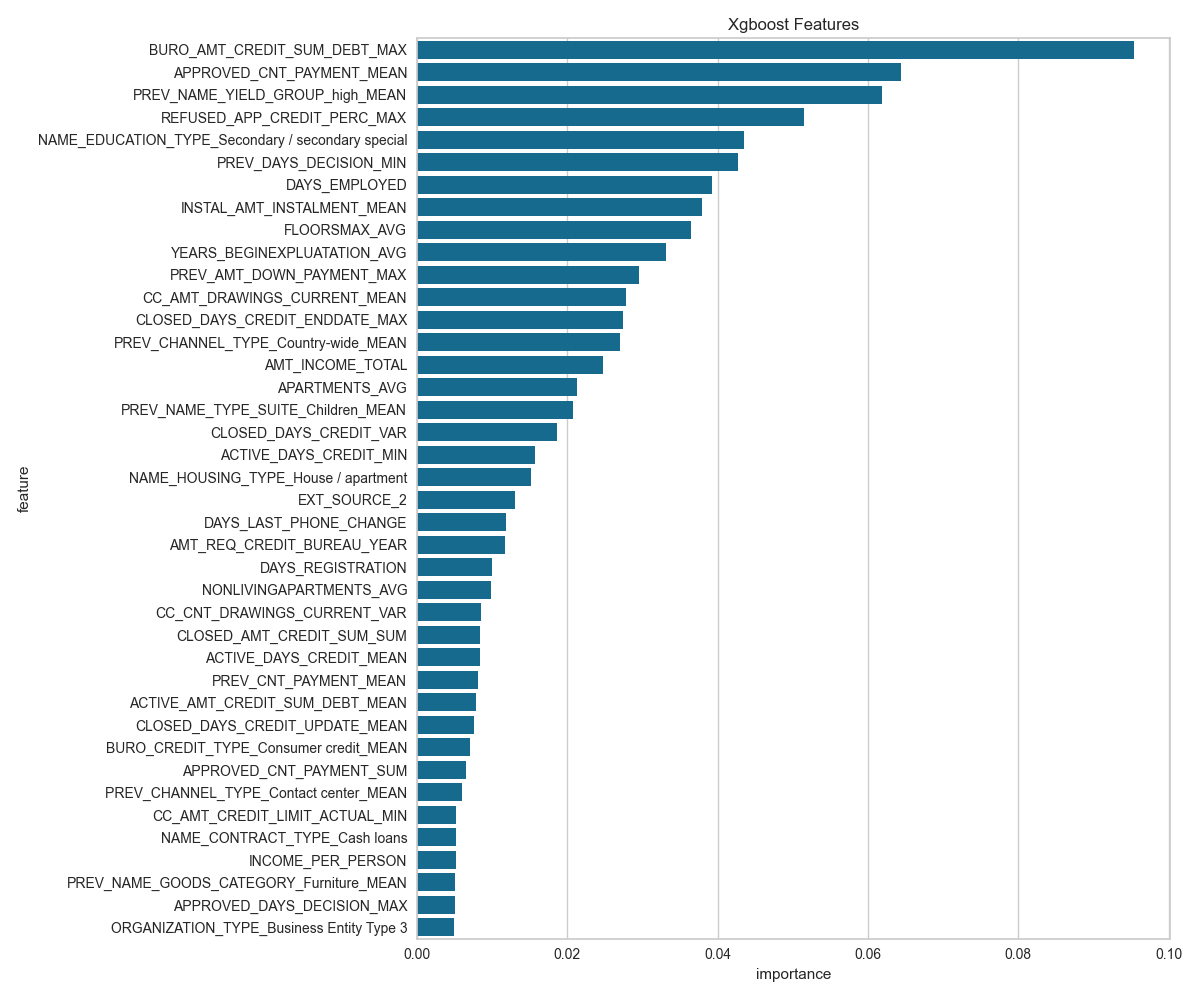 Xgboost Features
BURO_AMT_CREDIT_SUM_DEBT_MAX
APPROVED_CNT_PAYMENT_MEAN
PREV_NAME_YIELD_GROUP_high_MEAN
REFUSED_APP_CREDIT_PERC_MAX
NAME_EDUCATION_TYPE_Secondary / secondary special
PREV_DAYS_DECISION_MIN
DAYS_EMPLOYED
INSTAL_AMT_INSTALMENT_MEAN
FLOORSMAX_AVG
YEARS_BEGINEXPLUATATION_AVG
PREV_AMT_DOWN_PAYMENT_MAX
CC_AMT_DRAWINGS_CURRENT_MEAN
CLOSED_DAYS_CREDIT_ENDDATE_MAX
PREV_CHANNEL_TYPE_Country-wide_MEAN
AMT_INCOME_TOTAL
APARTMENTS_AVG
PREV_NAME_TYPE_SUITE_Children_MEAN
CLOSED_DAYS_CREDIT_VAR
ACTIVE_DAYS_CREDIT_MIN
NAME_HOUSING_TYPE_House / apartment
EXT_SOURCE_2
DAYS_LAST_PHONE_CHANGE
AMT_REQ_CREDIT_BUREAU_YEAR
DAYS_REGISTRATION
NONLIVINGAPARTMENTS_AVG
CC_CNT_DRAWINGS_CURRENT_VAR
CLOSED_AMT_CREDIT_SUM_SUM
ACTIVE_DAYS_CREDIT_MEAN
PREV_CNT_PAYMENT_MEAN
ACTIVE_AMT_CREDIT_SUM_DEBT_MEAN
CLOSED_DAYS_CREDIT_UPDATE_MEAN
BURO_CREDIT_TYPE_Consumer credit_MEAN
APPROVED_CNT_PAYMENT_SUM
PREV_CHANNEL_TYPE_Contact center_MEAN
CC_AMT_CREDIT_LIMIT_ACTUAL_MIN
NAME_CONTRACT_TYPE_Cash loans
INCOME_PER_PERSON
PREV_NAME_GOODS_CATEGORY_Furniture_MEAN
APPROVED_DAYS_DECISION_MAX
ORGANIZATION_TYPE_Business Entity Type 3
feature
0.00 0.02 0.04 0.06 0.08 0.10
importance